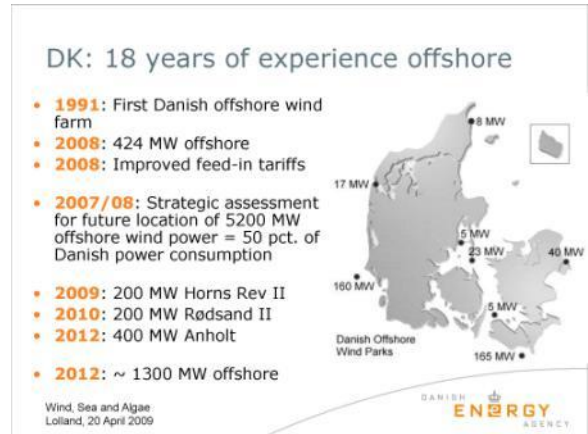 DK: 18 years of experience offshore
• 1991: First Danish offshore wind
farm
• 2008: 424 MW offshore
• 2008: Improved feed-in tariffs
• 2007/08: Strategic assessment
for future location of 5200 MW
offshore wind power = 50 pct. of
Danish power consumption
• 2009: 200 MW Horns Rev II
• 2010: 200 MW Rødsand II
• 2012: 400 MW Anholt
• 2012: ~ 1300 MW offshore
8 MW
17 MW
5 MW
23 MW
40 MW
160 MW
5 MW
165 MW
Danish Offshore
Wind Parks
Wind, Sea and Algae
Lolland, 20 April 2009
DANISH
ENERGY
AGENCY